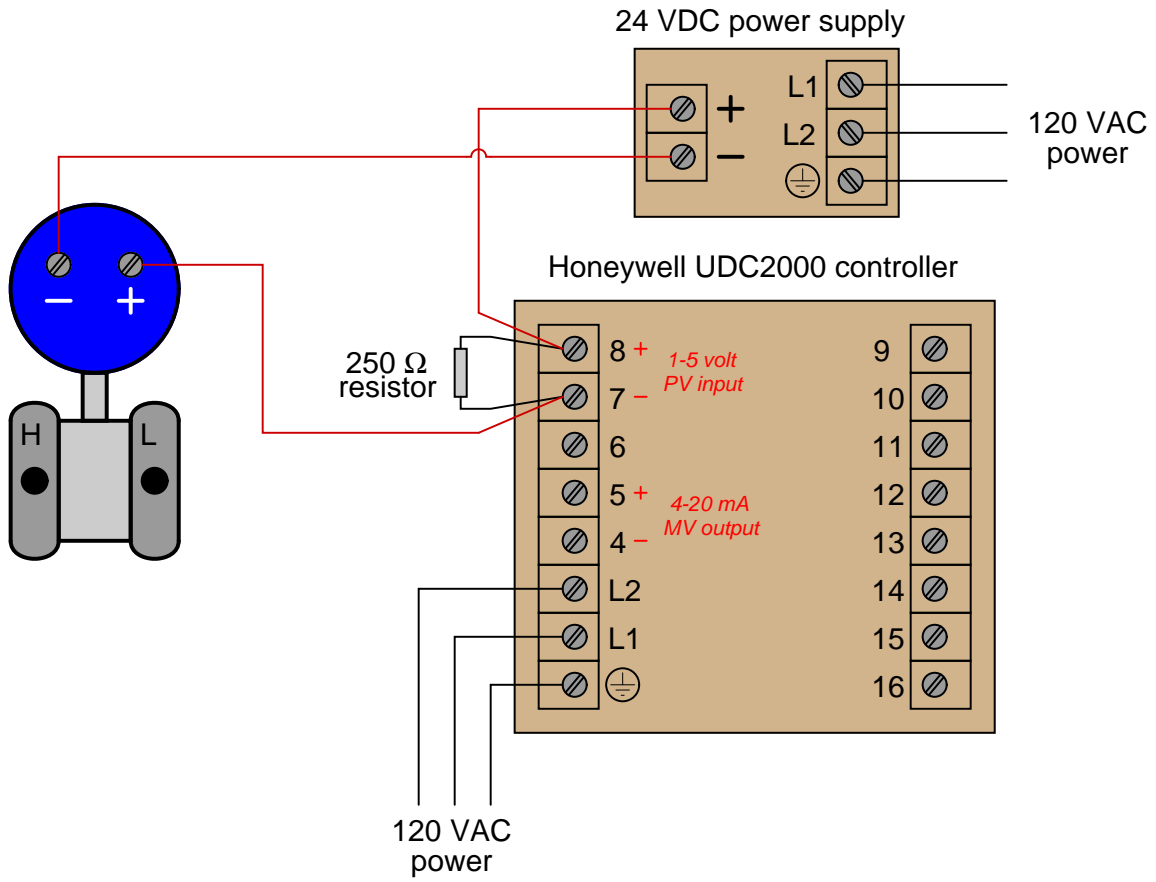 24 VDC power supply
L1
+
L2
−
120 VAC
power
− +
H L
Honeywell UDC2000 controller
250 Ω
resistor
8 +
7 −
1-5 volt
PV input
6
5 +
4 −
4-20 mA
MV output
L2
L1
9
10
11
12
13
14
15
16
120 VAC
power